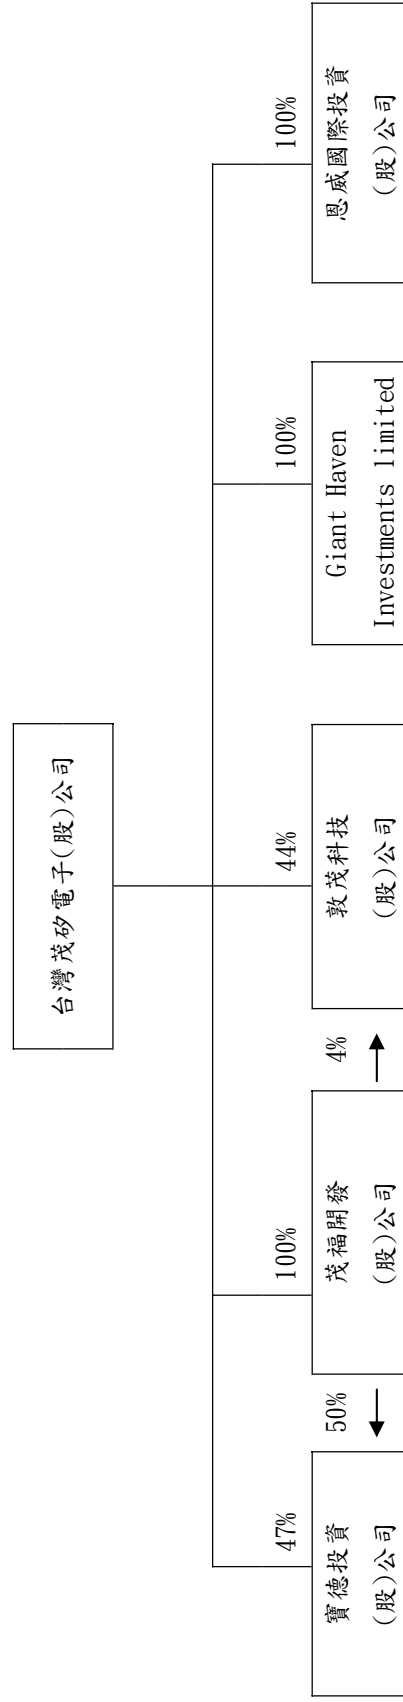 台灣茂矽電子(股)公司
47%
100%
44%
100%
100%
寶德投資
(股)公司
50%
茂福開發
(股)公司
4%
敦茂科技
(股)公司
Giant Haven
Investments limited
恩威國際投資
(股)公司